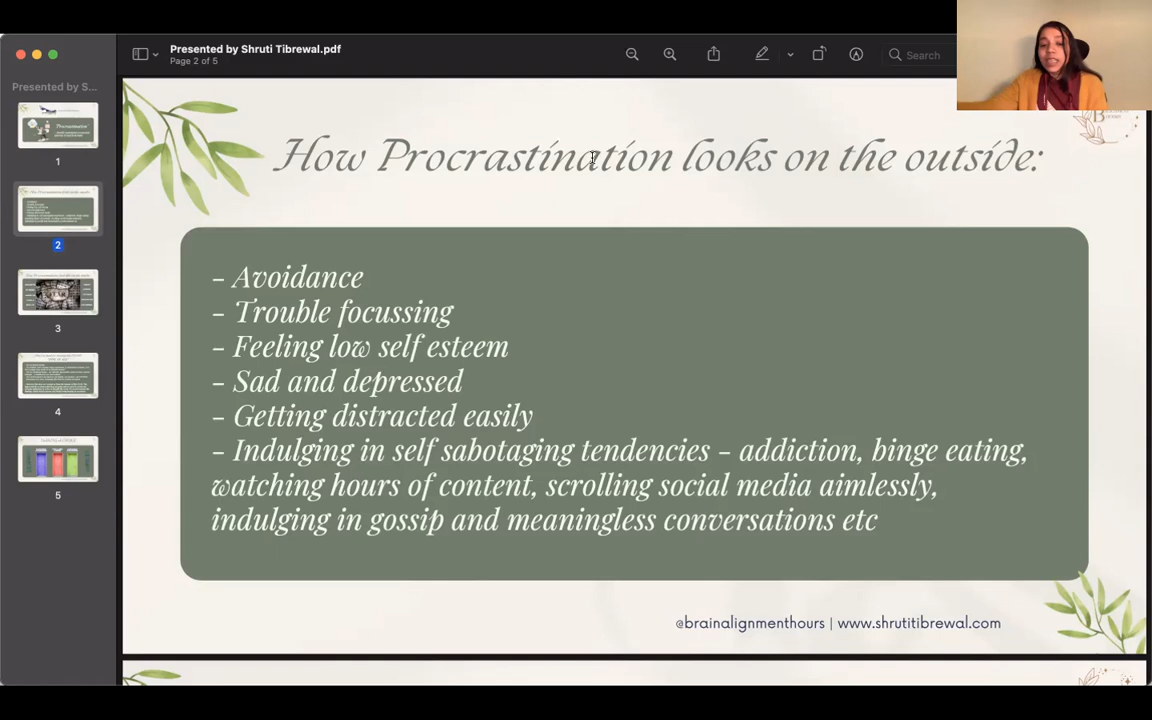 Presented by Shruti Tibrewal.pdf
Page 2 of 5
Search
Presented by S...
1
2
3
4
5
How Procrastination looks on the outside:
- Avoidance
- Trouble focussing
- Feeling low self esteem
- Sad and depressed
- Getting distracted easily
- Indulging in self sabotaging tendencies - addiction, binge eating,
watching hours of content, scrolling social media aimlessly,
indulging in gossip and meaningless conversations etc
@brainalignmenthours | www.shrutitibrewal.com